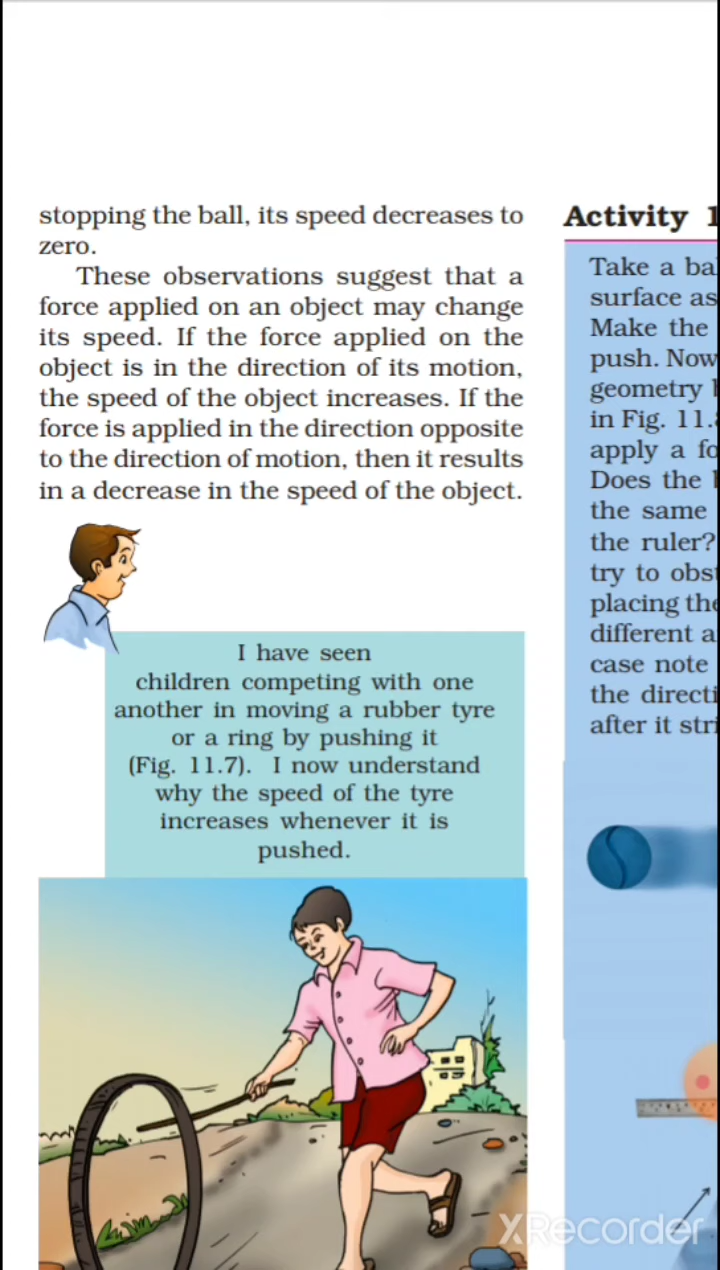 stopping the ball, its speed decreases to
zero.
These observations suggest that a
force applied on an object may change
its speed. If the force applied on the
object is in the direction of its motion,
the speed of the object increases. If the
force is applied in the direction opposite
to the direction of motion, then it results
in a decrease in the speed of the object.
I have seen
children competing with one
another in moving a rubber tyre
or a ring by pushing it
(Fig. 11.7). I now understand
why the speed of the tyre
increases whenever it is
pushed.
Activity
Take a
surface as
Make the
push. Now
geometry
in Fig.
apply a
Does the
the same
the ruler?
try to
placing
different
case note
the
after it
XRecorder